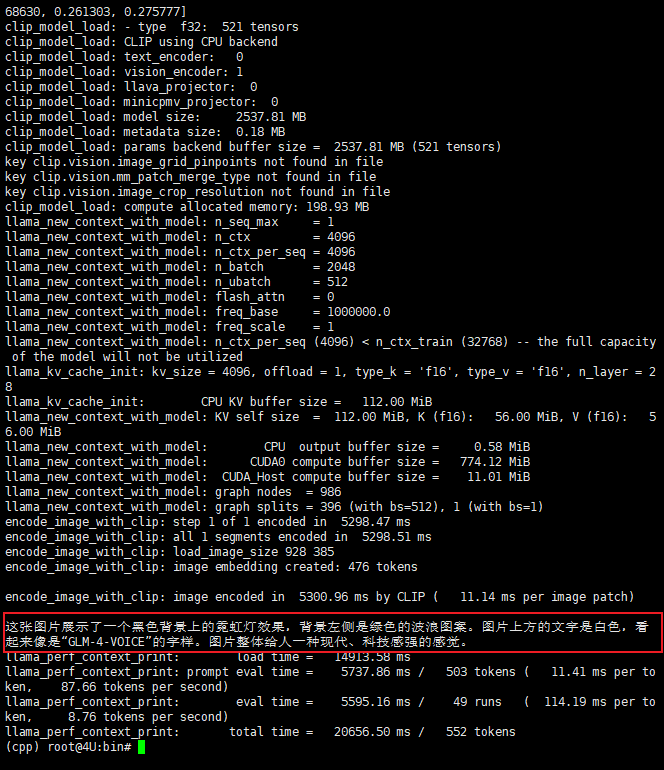 68630, 0.261303, 0.275777]
clip_model_load: - type  f32:  521 tensors
clip_model_load: CLIP using CPU backend
clip_model_load: text_encoder:   0
clip_model_load: vision_encoder: 1
clip_model_load: llava_projector:  0
clip_model_load: minicpmv_projector:  0
clip_model_load: model size:     2537.81 MB
clip_model_load: metadata size:  0.18 MB
clip_model_load: params backend buffer size =  2537.81 MB (521 tensors)
key clip.vision.image_grid_pinpoints not found in file
key clip.vision.mm_patch_merge_type not found in file
key clip.vision.image_crop_resolution not found in file
clip_model_load: compute allocated memory: 198.93 MB
llama_new_context_with_model: n_seq_max     = 1
llama_new_context_with_model: n_ctx         = 4096
llama_new_context_with_model: n_ctx_per_seq = 4096
llama_new_context_with_model: n_batch       = 2048
llama_new_context_with_model: n_ubatch      = 512
llama_new_context_with_model: flash_attn    = 0
llama_new_context_with_model: freq_base     = 1000000.0
llama_new_context_with_model: freq_scale    = 1
llama_new_context_with_model: n_ctx_per_seq (4096) < n_ctx_train (32768) -- the full capacity
 of the model will not be utilized
llama_kv_cache_init: kv_size = 4096, offload = 1, type_k = 'f16', type_v = 'f16', n_layer = 2
8
llama_kv_cache_init:        CPU KV buffer size =   112.00 MiB
llama_new_context_with_model: KV self size  =  112.00 MiB, K (f16):   56.00 MiB, V (f16):   5
6.00 MiB
llama_new_context_with_model:        CPU  output buffer size =     0.58 MiB
llama_new_context_with_model:      CUDA0 compute buffer size =   774.12 MiB
llama_new_context_with_model:  CUDA_Host compute buffer size =    11.01 MiB
llama_new_context_with_model: graph nodes  = 986
llama_new_context_with_model: graph splits = 396 (with bs=512), 1 (with bs=1)
encode_image_with_clip: step 1 of 1 encoded in  5298.47 ms
encode_image_with_clip: all 1 segments encoded in  5298.51 ms
encode_image_with_clip: load_image_size 928 385
encode_image_with_clip: image embedding created: 476 tokens
encode_image_with_clip: image encoded in  5300.96 ms by CLIP (   11.14 ms per image patch)
这张图片展示了一个黑色背景上的霓虹灯效果，背景左侧是绿色的波浪图案。图片上方的文字是白色，看
起来像是“GLM-4-VOICE”的字样。图片整体给人一种现代、科技感强的感觉。
llama_perf_context_print:        load time =   14913.58 ms
llama_perf_context_print: prompt eval time =    5737.86 ms /   503 tokens (   11.41 ms per to
ken,    87.66 tokens per second)
llama_perf_context_print:        eval time =    5595.16 ms /    49 runs   (  114.19 ms per to
ken,     8.76 tokens per second)
llama_perf_context_print:       total time =   20656.50 ms /   552 tokens
(cpp) root@4U:bin#